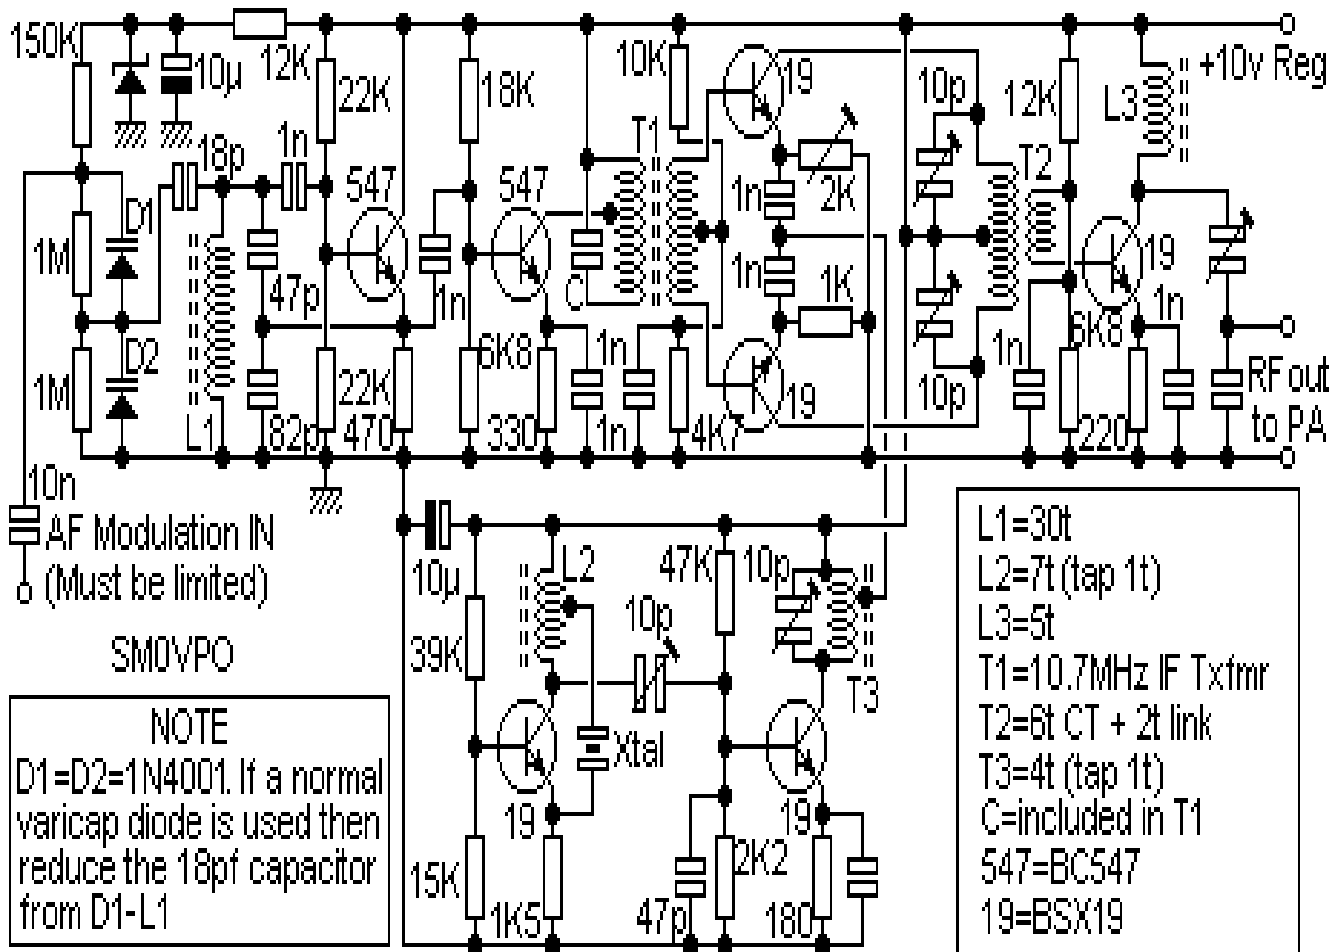 150K
10µ
12K
22K
18K
10K
19
10p
12K
L3
+10v Reg
18p
1n
547
547
T1
2K
T2
D1
1M
47p
1n
C
1n
1n
1K
19
1n
D2
1M
L1
82p
22K
470
6K8
330
1n
1n
4K7
19
10p
1n
6K8
220
RF out
to PA
10n
AF Modulation IN
(Must be limited)
SM0VPO
10µ
39K
L2
10p
47K
10p
T3
Xtal
19
19
15K
1K5
47p
2K2
180
NOTE
D1=D2=1N4001. If a normal
varicap diode is used then
reduce the 18pf capacitor
from D1-L1
L1=30t
L2=7t (tap 1t)
L3=5t
T1=10.7MHz IF Txfmr
T2=6t CT + 2t link
T3=4t (tap 1t)
C=included in T1
547=BC547
19=BSX19